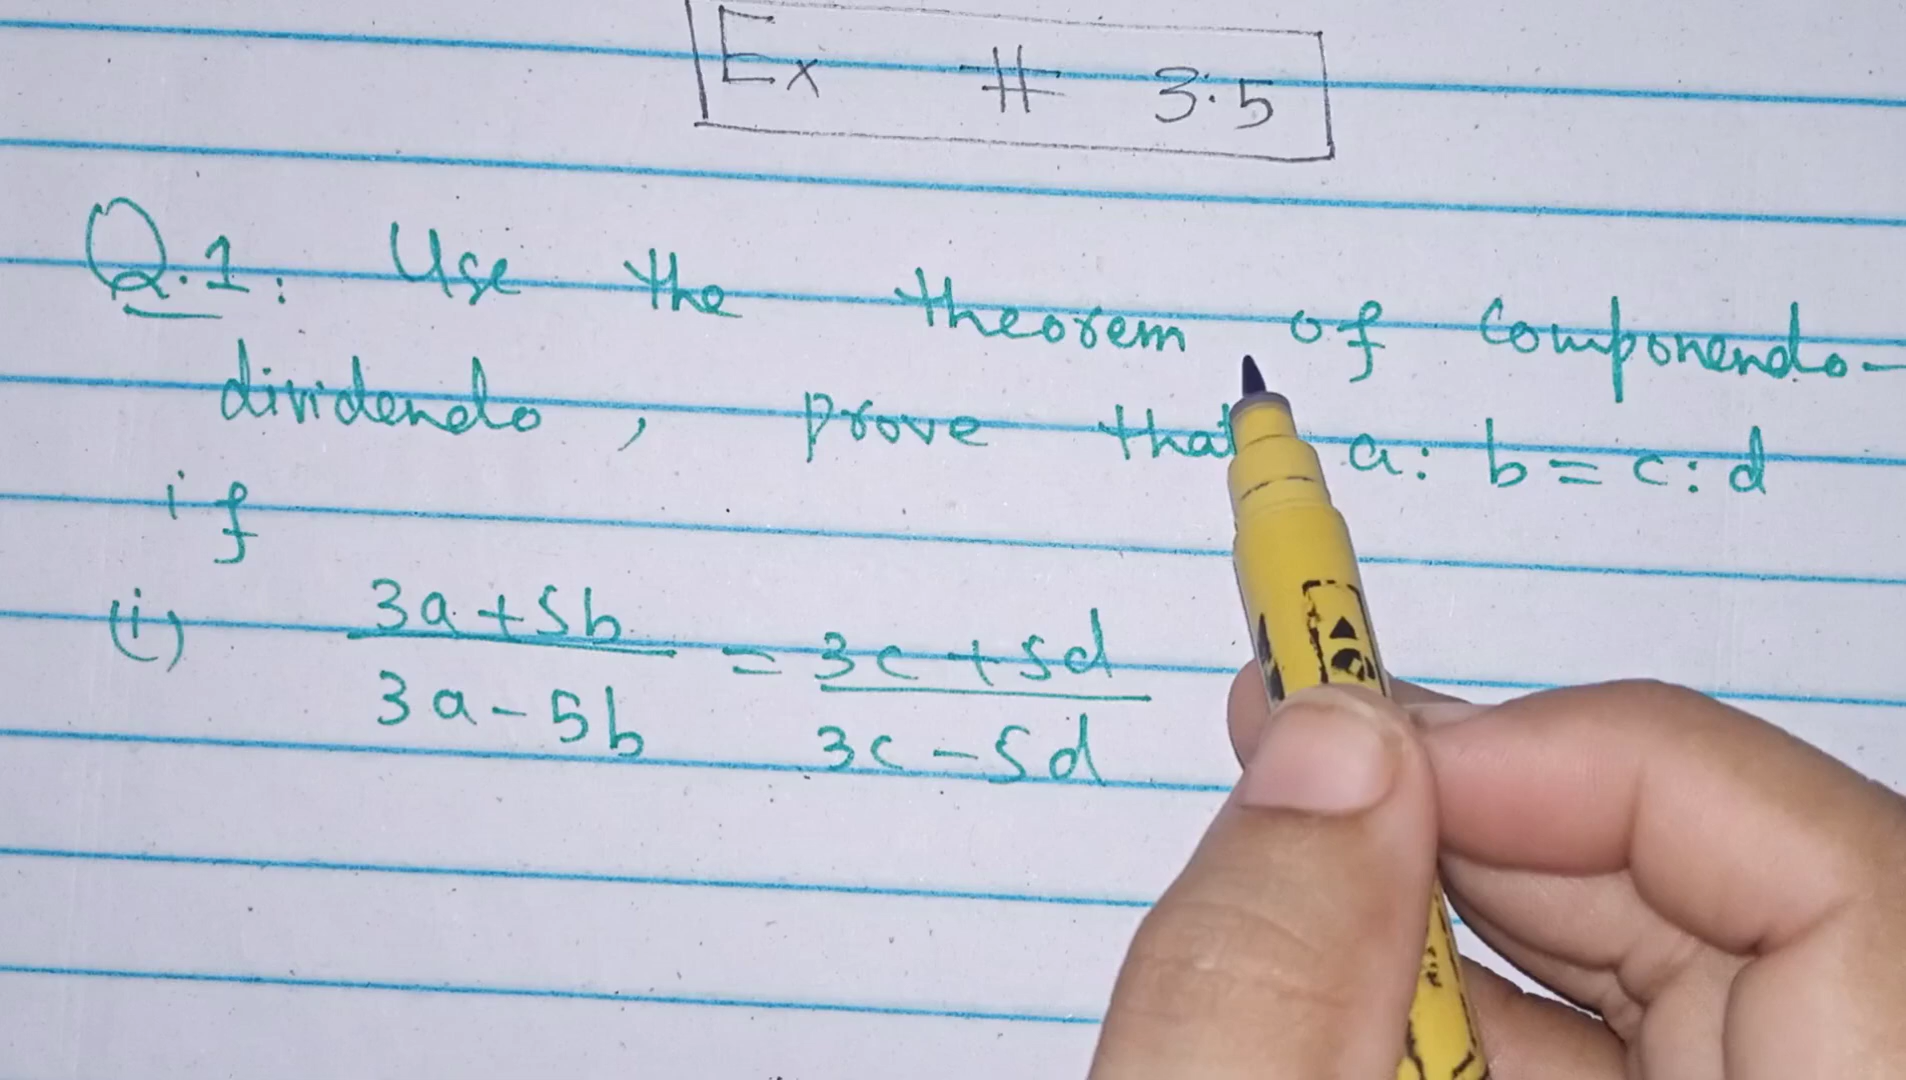 Ex # 3.5
Q.1: Use the theorem of componendo-
dividendo, prove that a: b = c:d
if
(i) 3a+5b / 3a-5b = 3c+5d / 3c-5d